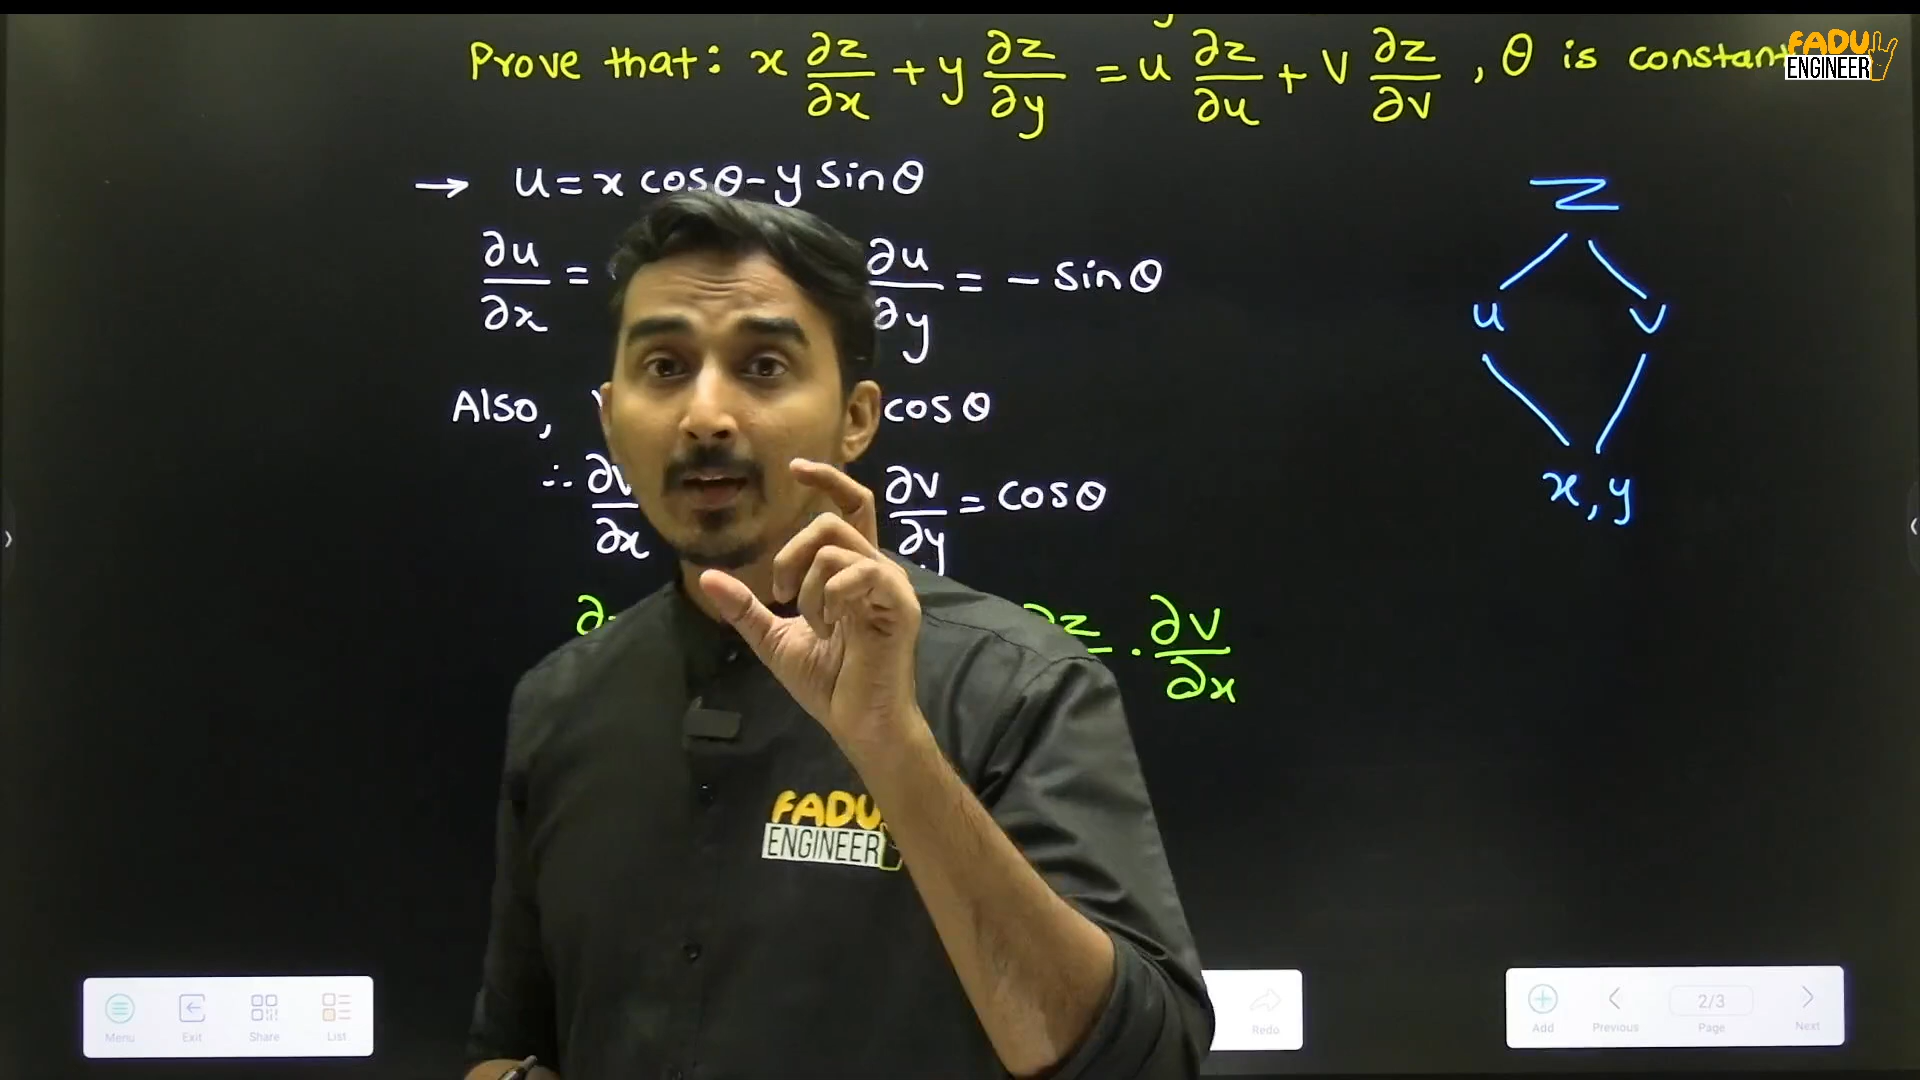 Prove that: x ∂z/∂x + y ∂z/∂y = u ∂z/∂u + v ∂z/∂v , θ is constant
FADU
ENGINEER
→ u = x cosθ - y sinθ
z
∂u/∂x = ∂u/∂y = - sinθ
u v
Also, cosθ
∴ ∂v/∂x ∂v/∂y = cosθ
x, y
∂z · ∂v/∂x
FADU
ENGINEER
Menu Exit Share List Redo Add Previous 2/3 Page Next